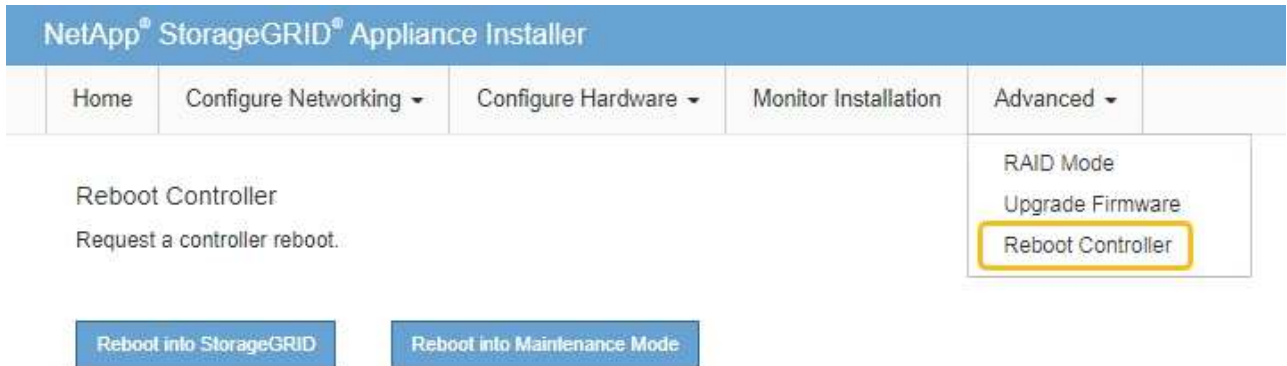 NetApp® StorageGRID® Appliance Installer
Home Configure Networking Configure Hardware Monitor Installation Advanced
RAID Mode
Upgrade Firmware
Reboot Controller
Reboot Controller
Request a controller reboot.
Reboot into StorageGRID Reboot into Maintenance Mode